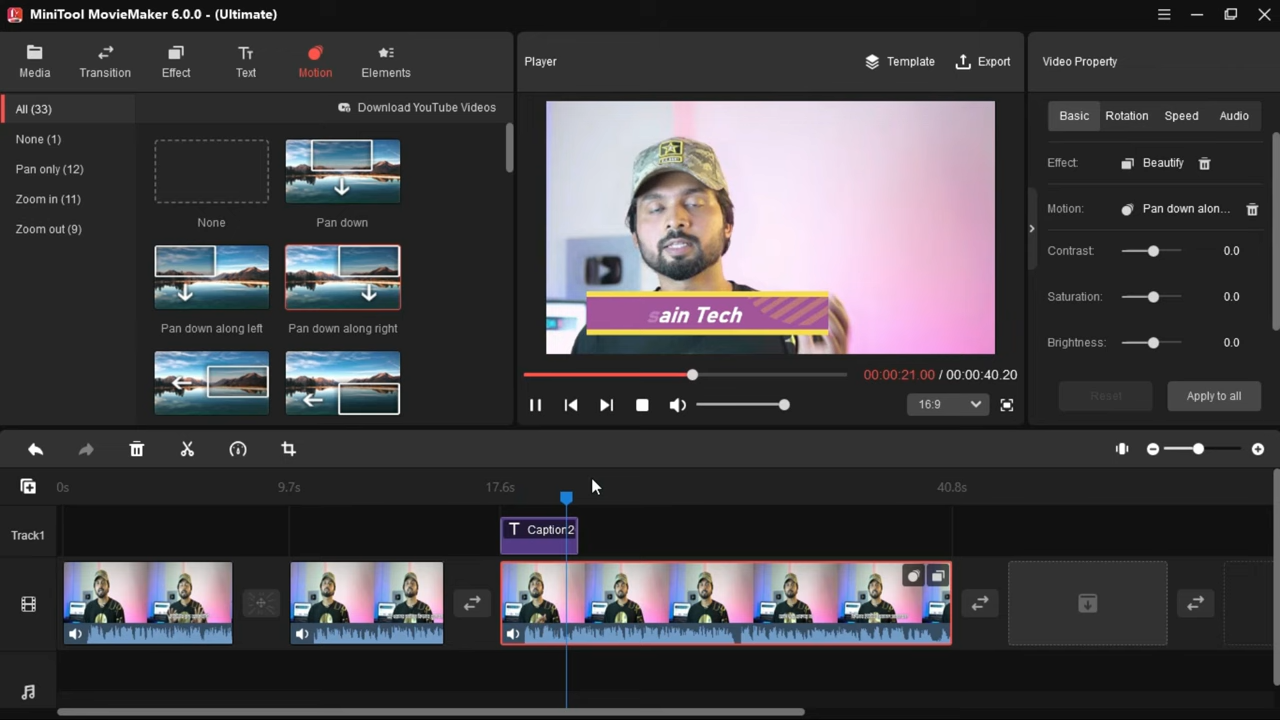 MiniTool MovieMaker 6.0.0 - (Ultimate)
Media
Transition
Effect
Text
Motion
Elements
Player
Template
Export
Video Property
All (33)
Download YouTube Videos
None (1)
Pan only (12)
Zoom in (11)
Zoom out (9)
None
Pan down
Pan down along left
Pan down along right
sain Tech
Basic
Rotation
Speed
Audio
Effect:
Beautify
Motion:
Pan down alon...
Contrast:
0.0
Saturation:
0.0
Brightness:
0.0
Reset
Apply to all
00:00:21.00 / 00:00:40.20
16:9
0s
9.7s
17.6s
40.8s
Track1
T Caption2